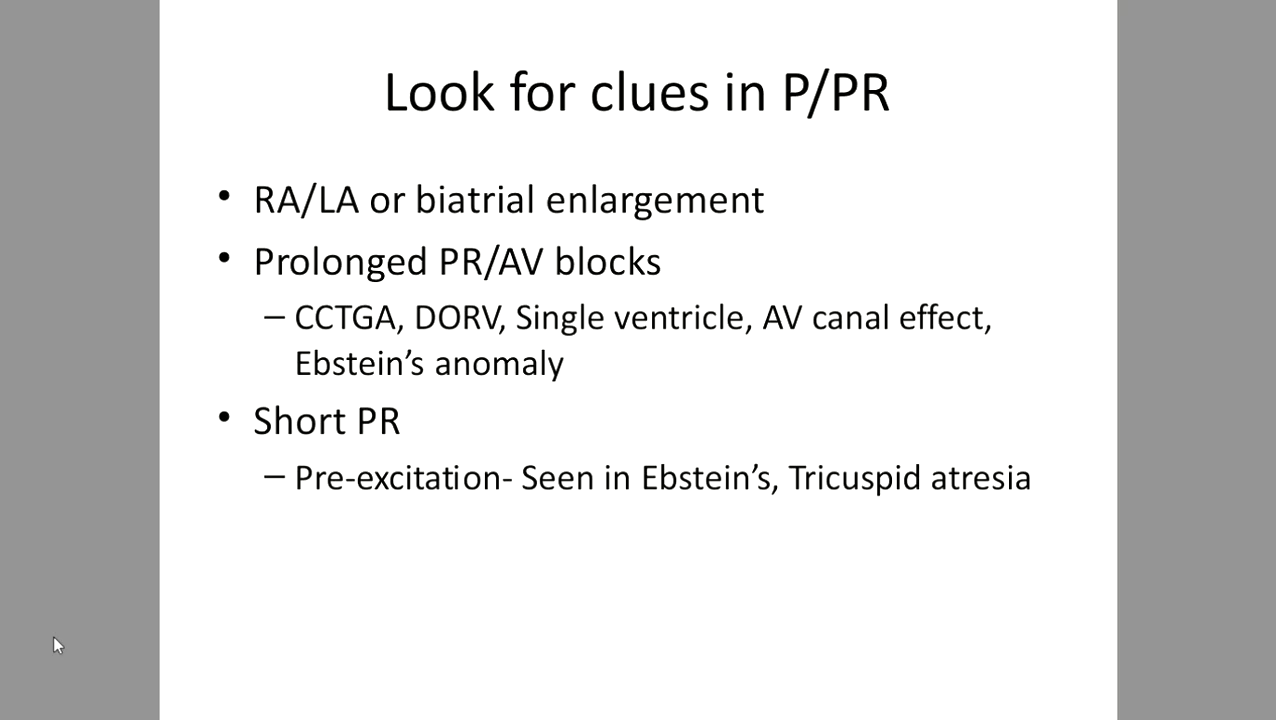 Look for clues in P/PR
• RA/LA or biatrial enlargement
• Prolonged PR/AV blocks
– CCTGA, DORV, Single ventricle, AV canal effect,
Ebstein’s anomaly
• Short PR
– Pre-excitation- Seen in Ebstein’s, Tricuspid atresia